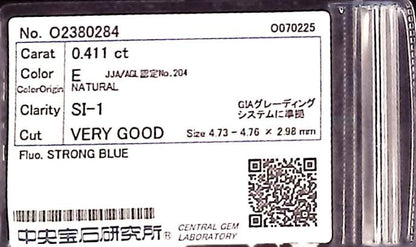 No. O2380284 O070225
Carat 0.411 ct
Color E JJA/AGL認定No.204
ColorOrigin NATURAL
Clarity SI-1 GIAグレーディングシステムに準拠
Cut VERY GOOD Size 4.73 - 4.76 × 2.98 mm
Fluo. STRONG BLUE
中央宝石研究所® CENTRAL GEM LABORATORY